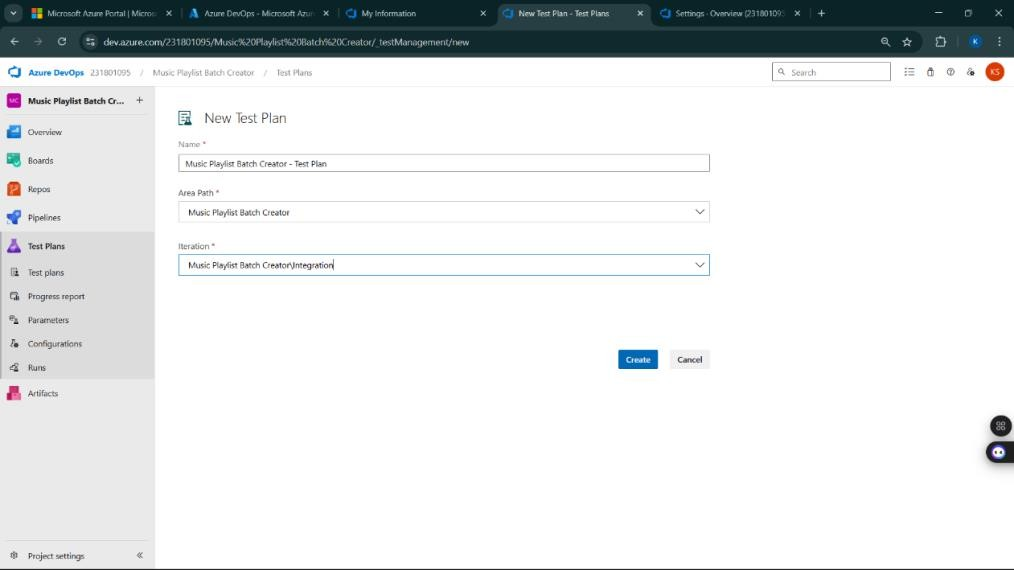 Microsoft Azure Portal | Micros
Azure DevOps - Microsoft Azur
My Information
New Test Plan - Test Plans
Settings · Overview (231801095
dev.azure.com/231801095/Music%20Playlist%20Batch%20Creator/_testManagement/new
K
Azure DevOps 231801095 / Music Playlist Batch Creator / Test Plans
Search
KS
MC Music Playlist Batch Cr... +
Overview
Boards
Repos
Pipelines
Test Plans
Test plans
Progress report
Parameters
Configurations
Runs
Artifacts
Project settings
New Test Plan
Name *
Music Playlist Batch Creator - Test Plan
Area Path *
Music Playlist Batch Creator
Iteration *
Music Playlist Batch Creator\Integration
Create
Cancel